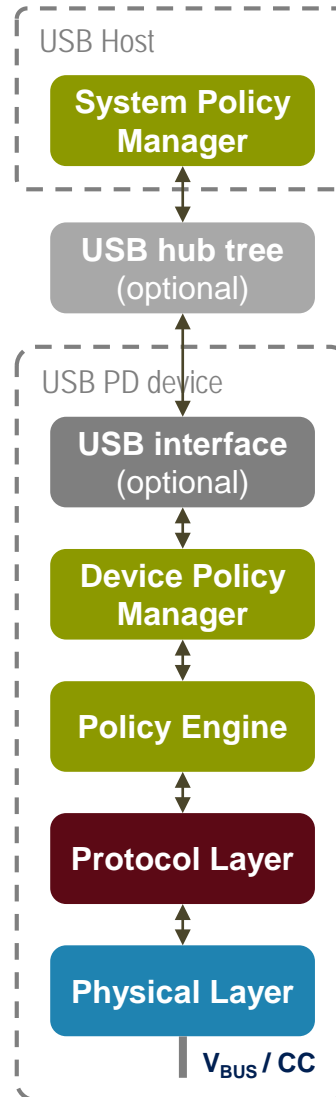 USB Host
System Policy
Manager
USB hub tree
(optional)
USB PD device
USB interface
(optional)
Device Policy
Manager
Policy Engine
Protocol Layer
Physical Layer
VBUS / CC